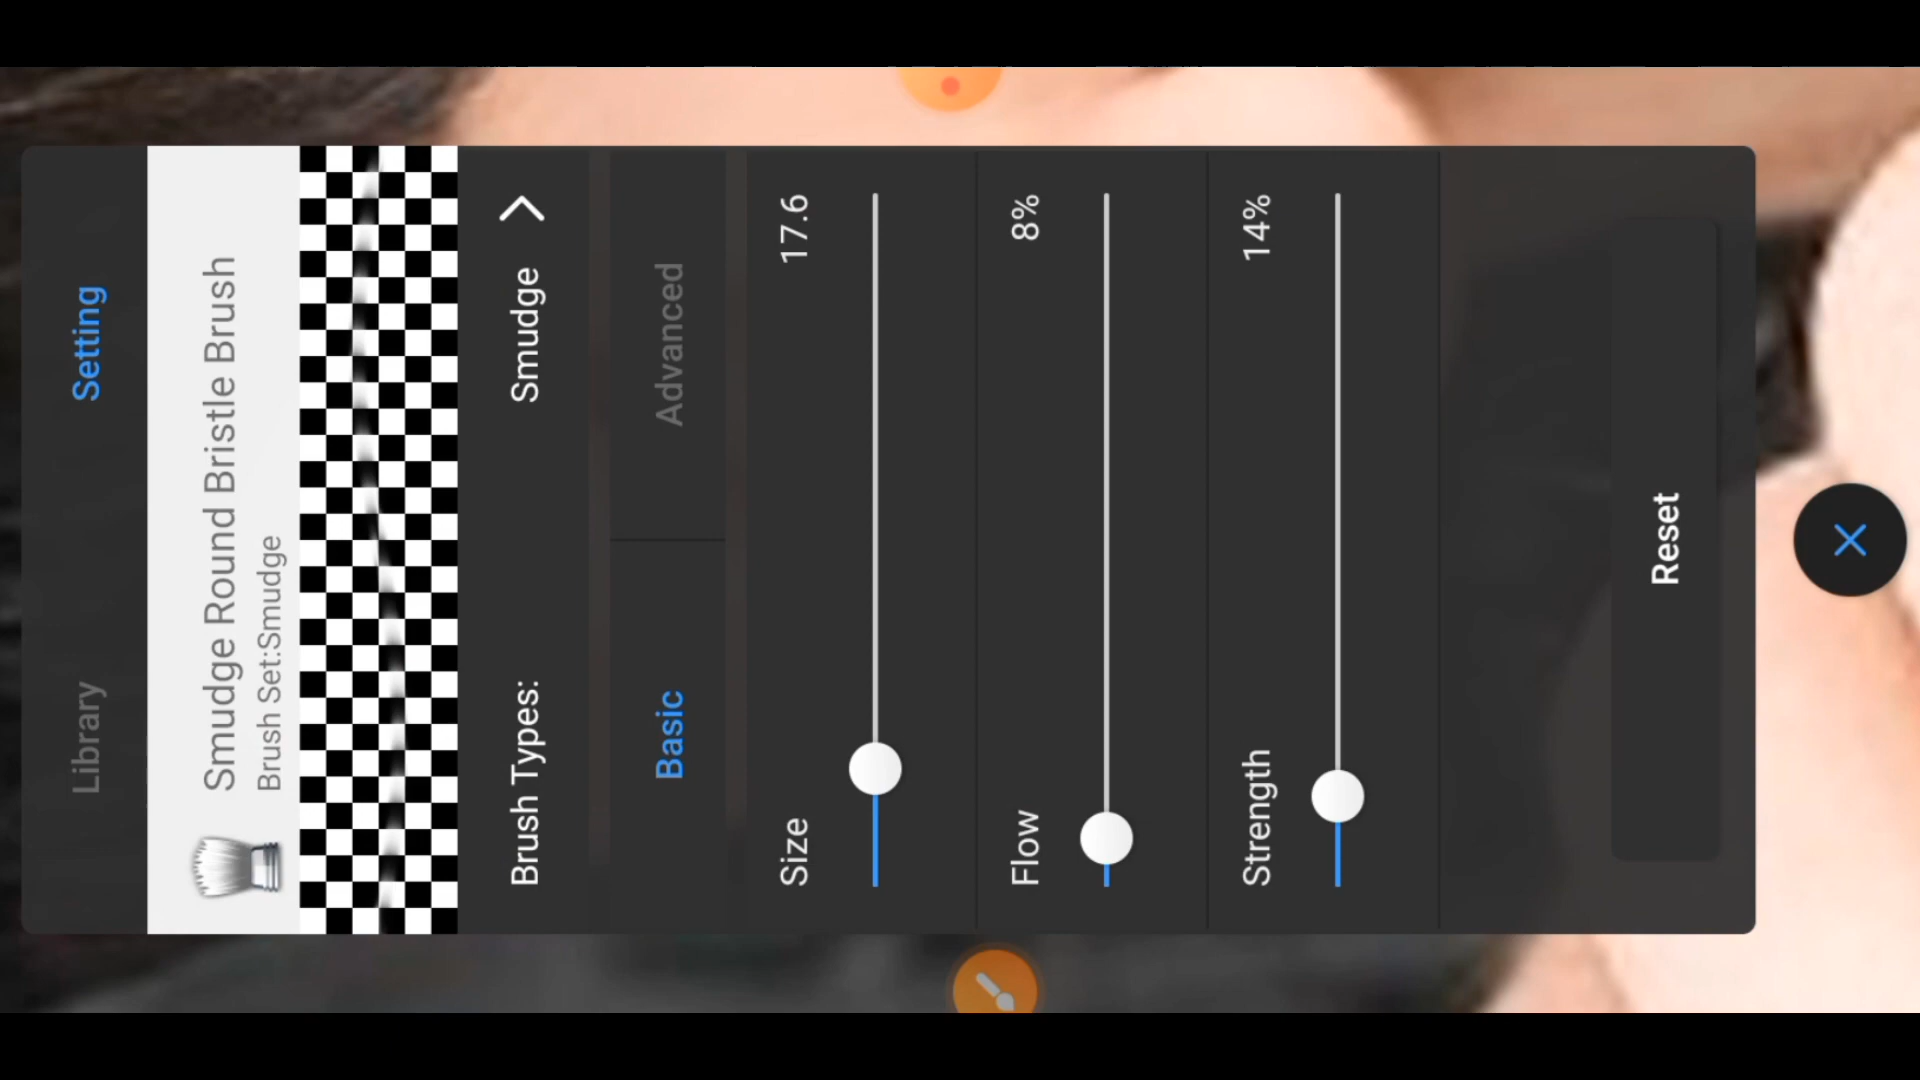 Library Setting
Smudge Round Bristle Brush
Brush Set:Smudge
Brush Types: Smudge
Basic Advanced
Size 17.6
Flow 8%
Strength 14%
Reset